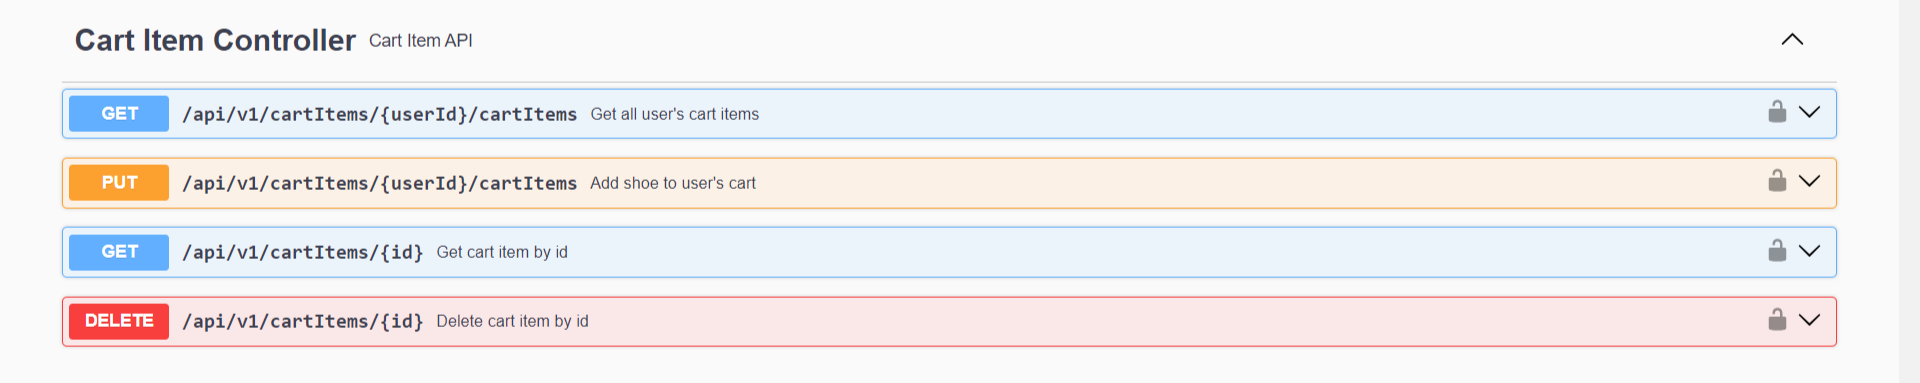 Cart Item Controller Cart Item API
GET /api/v1/cartItems/{userId}/cartItems Get all user's cart items
PUT /api/v1/cartItems/{userId}/cartItems Add shoe to user's cart
GET /api/v1/cartItems/{id} Get cart item by id
DELETE /api/v1/cartItems/{id} Delete cart item by id